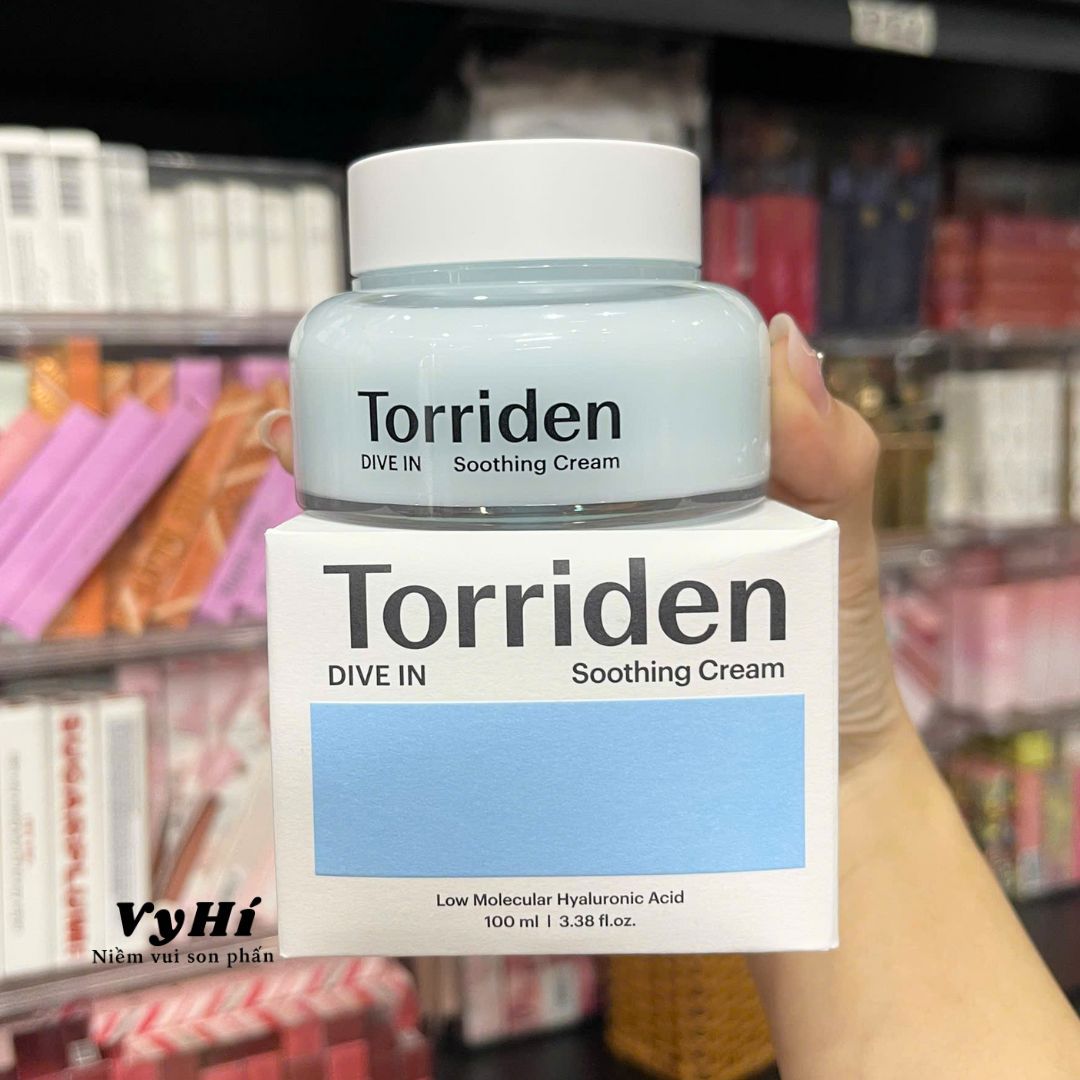 Torriden
DIVE IN Soothing Cream
Torriden
DIVE IN Soothing Cream
Low Molecular Hyaluronic Acid
100 ml | 3.38 fl.oz.
SUGARPLUME
VyHí
Niềm vui son phấn